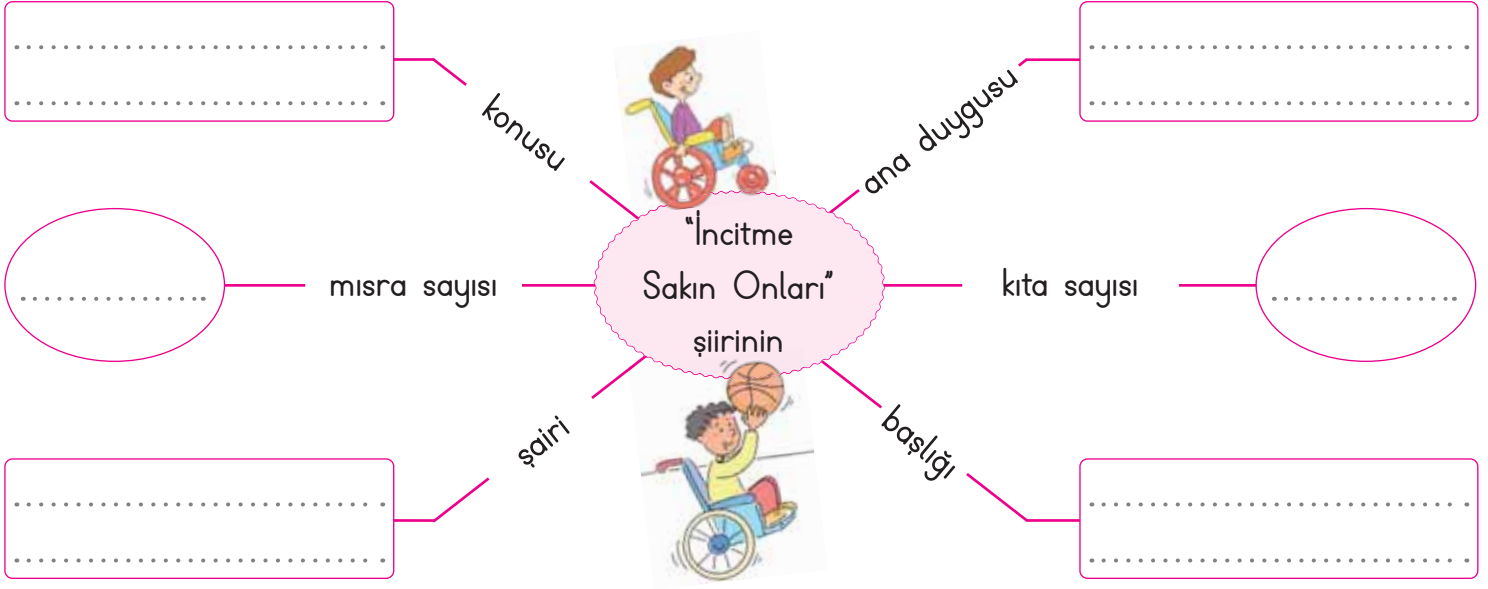 konusu
ana duygusu
"İncitme
Sakın Onları"
şiirinin
mısra sayısı
kıta sayısı
şairi
başlığı